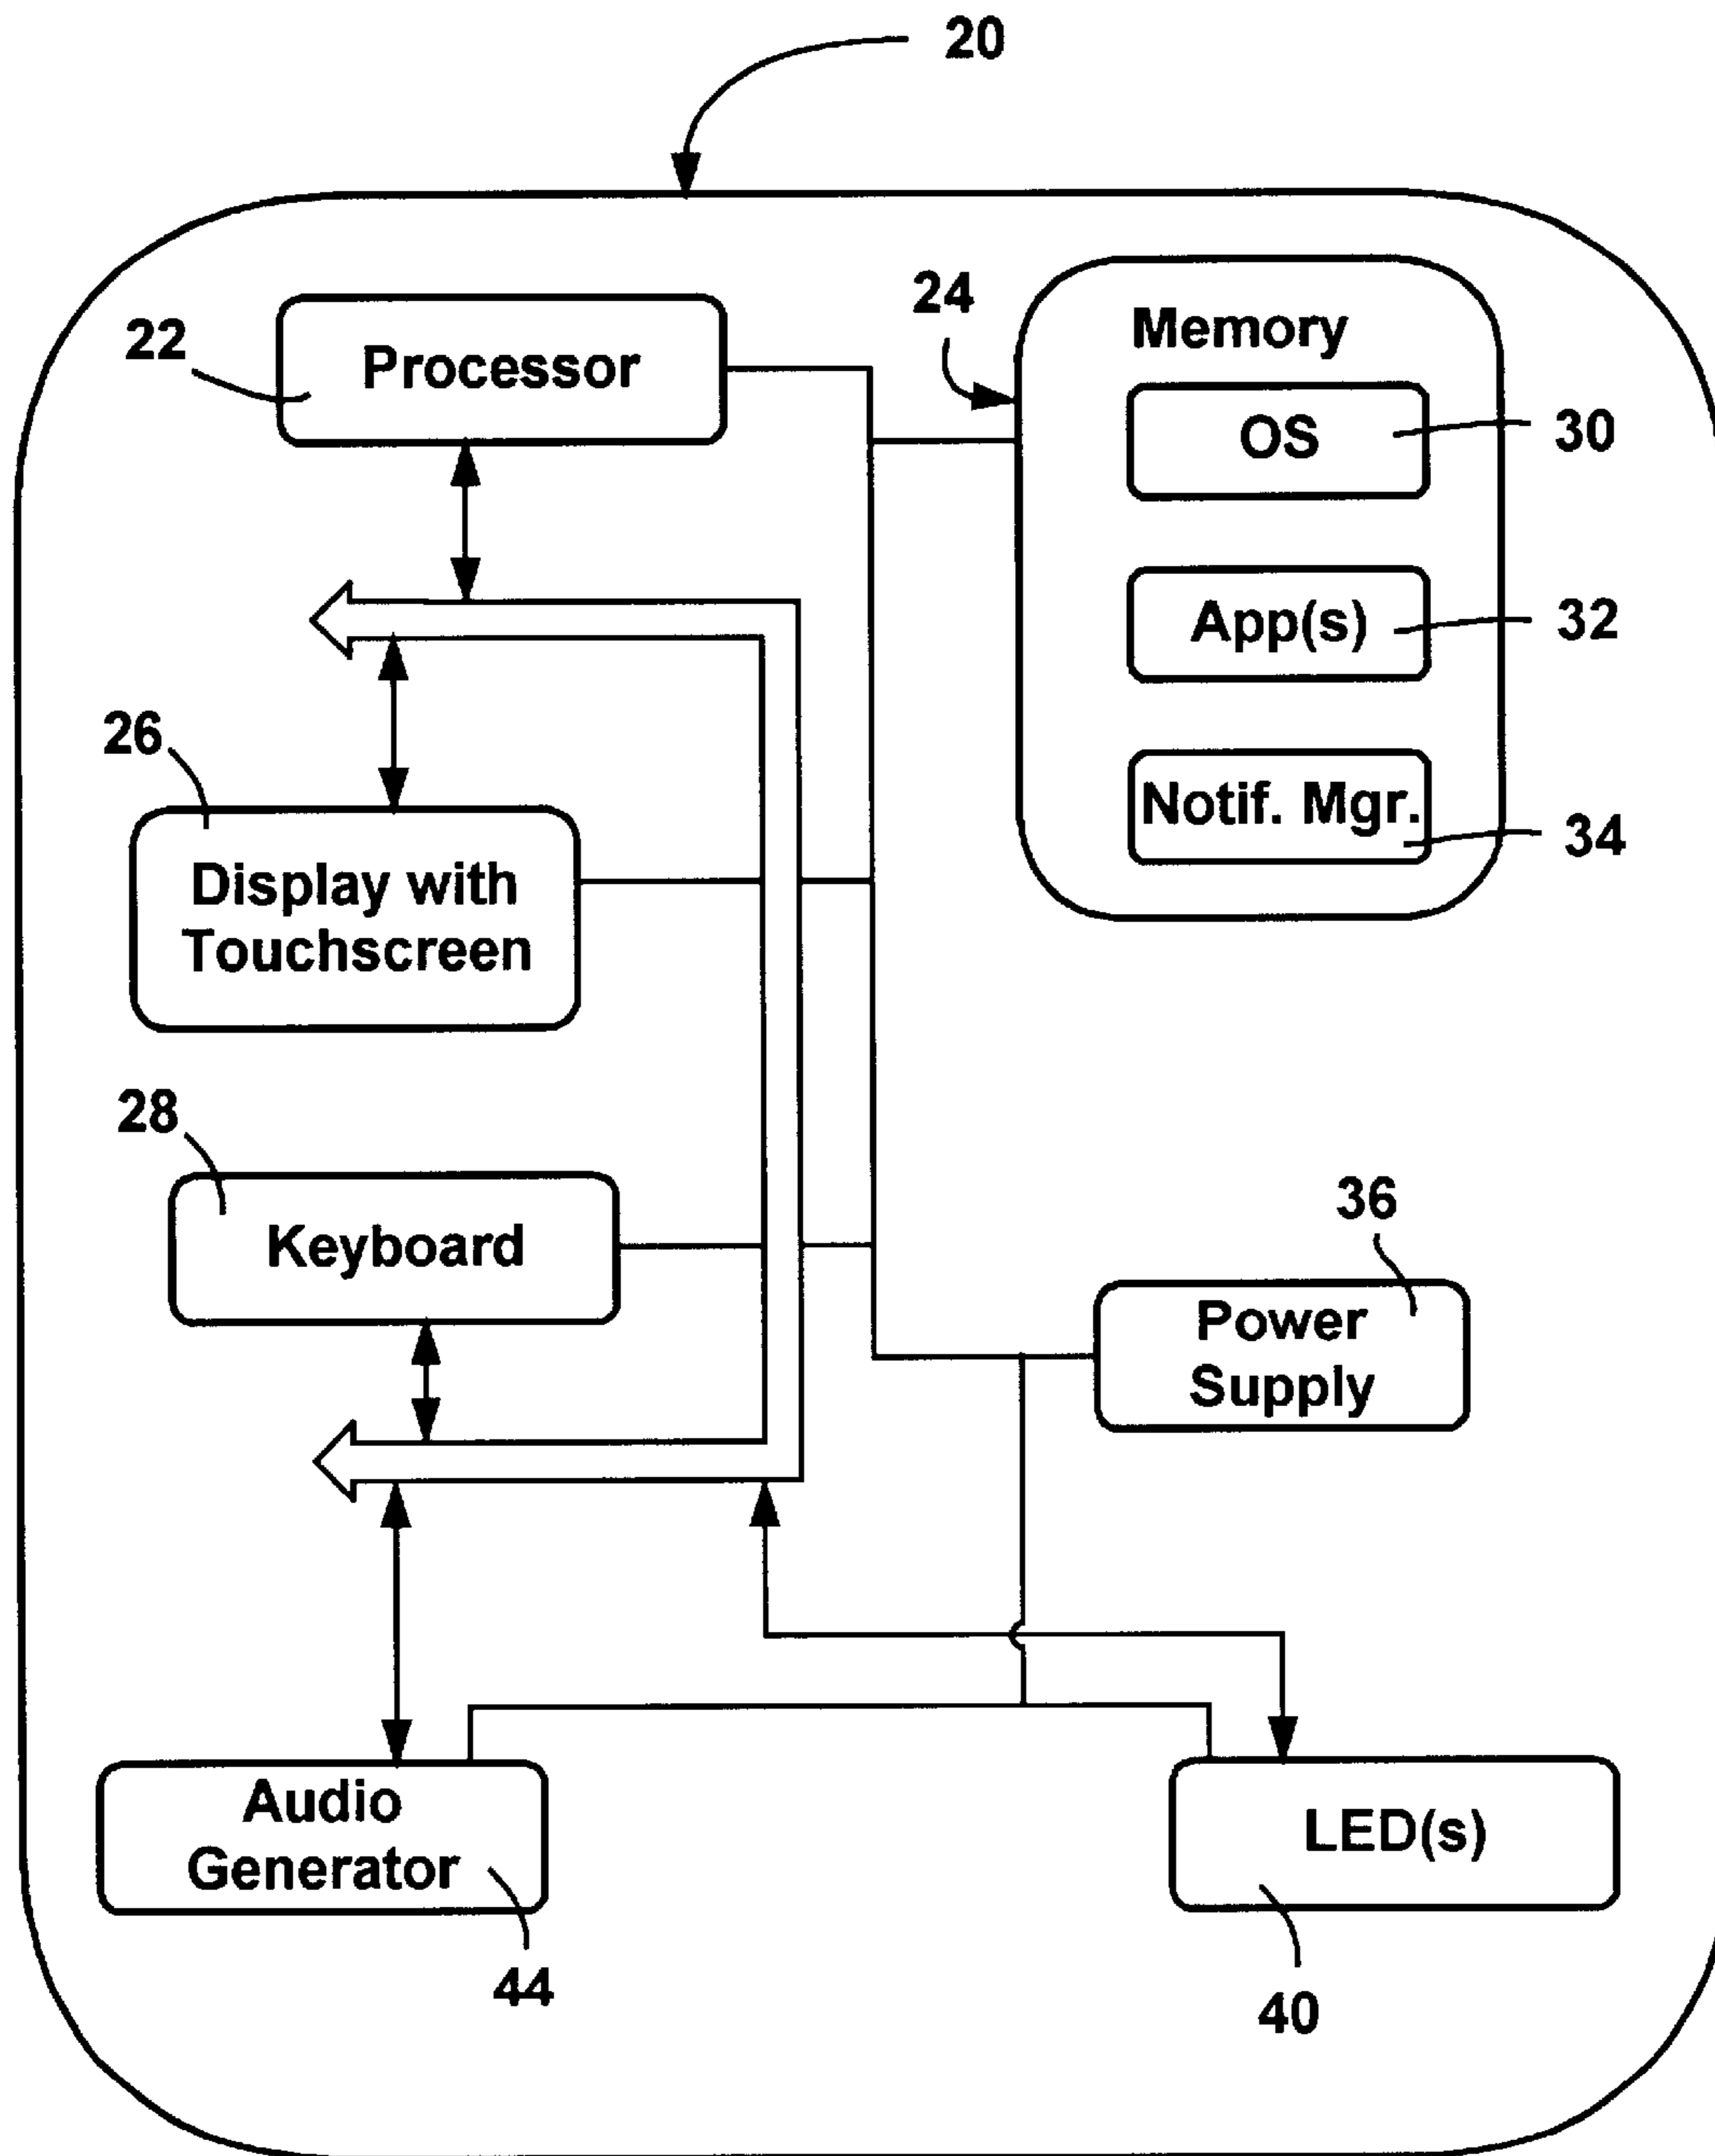 20
24
Memory
22
Processor
OS
30
App(s)
32
26
Notif. Mgr.
34
Display with
Touchscreen
28
Keyboard
36
Power
Supply
Audio
Generator
LED(s)
44
40